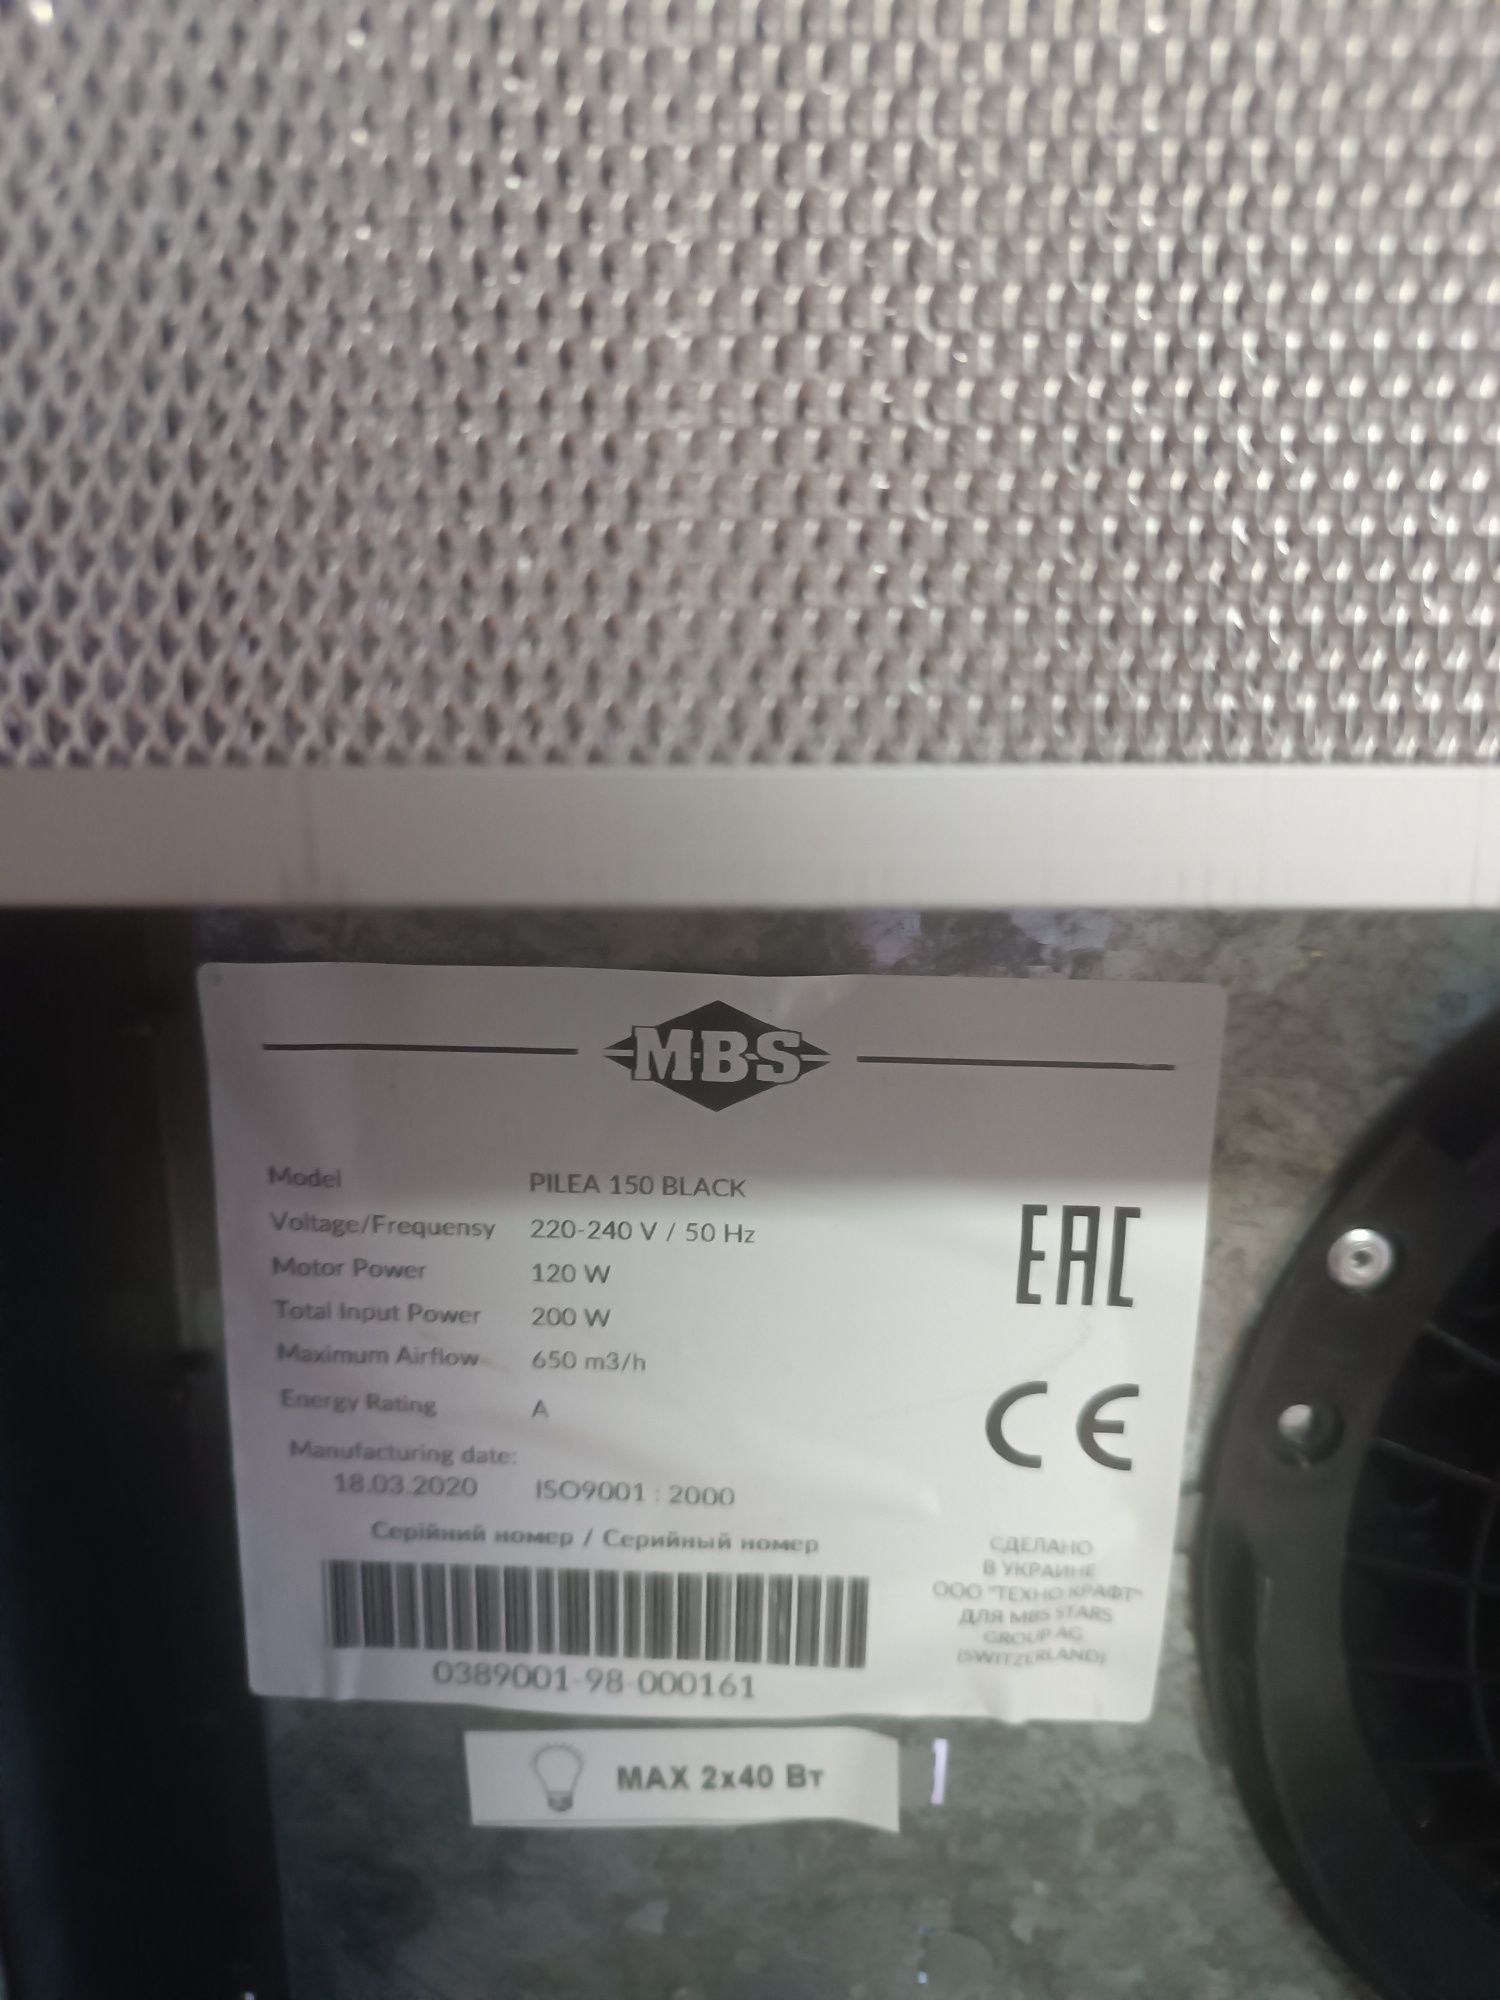 M·B·S
Model PILEA 150 BLACK
Voltage/Frequensy 220-240 V / 50 Hz
Motor Power 120 W
Total Input Power 200 W
Maximum Airflow 650 m3/h
Energy Rating A
EAC
CE
Manufacturing date:
18.03.2020 ISO9001 : 2000
Серійний номер / Серийный номер
0389001-98-000161
СДЕЛАНО
В УКРАИНЕ
ООО "ТЕХНО КРАФТ"
ДЛЯ MBS STARS
GROUP AG
(SWITZERLAND)
MAX 2x40 Вт